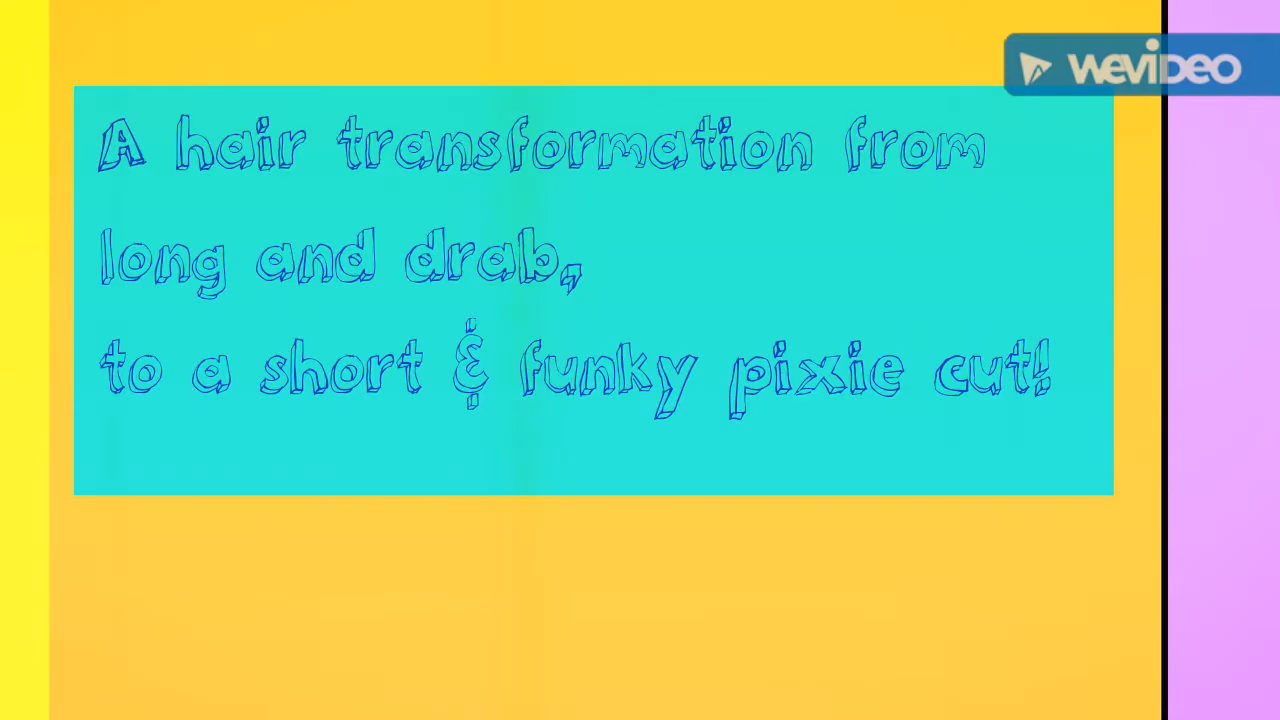 WEVIDEO
A hair transformation from
long and drab,
to a short & funky pixie cut!